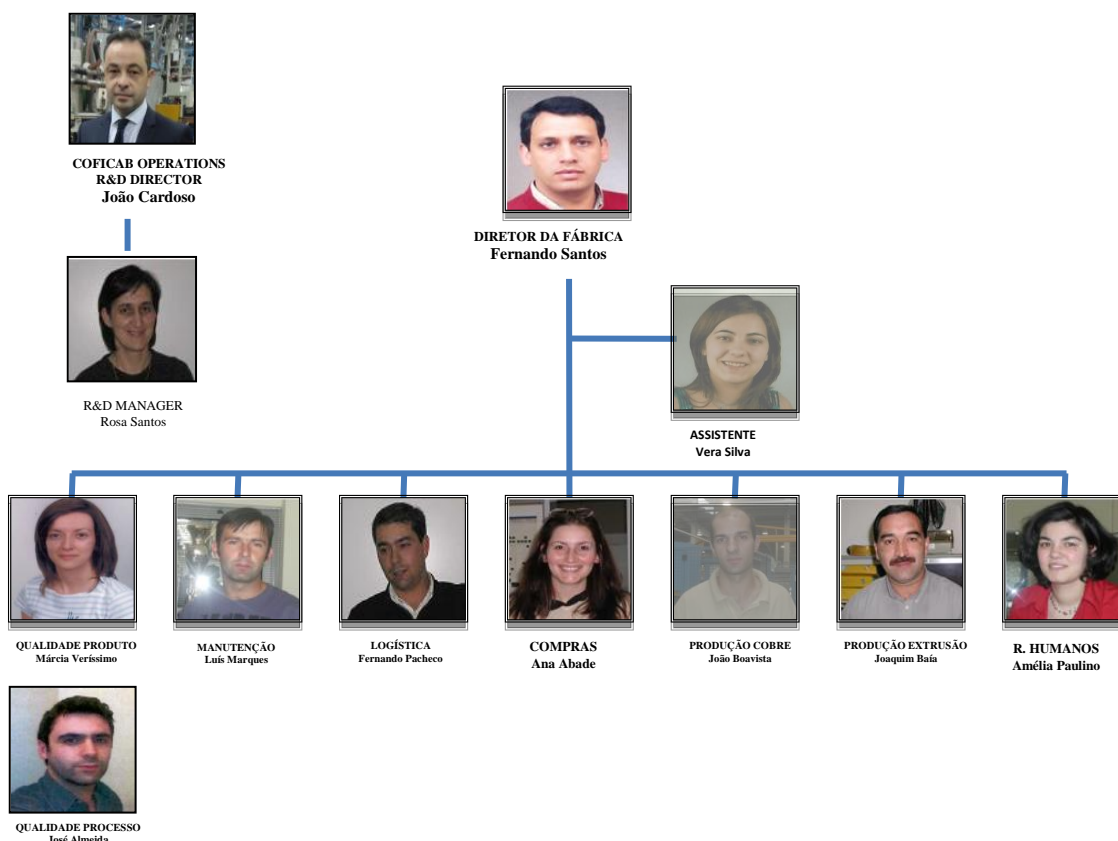 COFICAB OPERATIONS
R&D DIRECTOR
João Cardoso
DIRETOR DA FÁBRICA
Fernando Santos
R&D MANAGER
Rosa Santos
ASSISTENTE
Vera Silva
QUALIDADE PRODUTO
Márcia Veríssimo
MANUTENÇÃO
Luís Marques
LOGÍSTICA
Fernando Pacheco
COMPRAS
Ana Abade
PRODUÇÃO COBRE
João Boavista
PRODUÇÃO EXTRUSÃO
Joaquim Baía
R. HUMANOS
Amélia Paulino
QUALIDADE PROCESSO
José Almeida